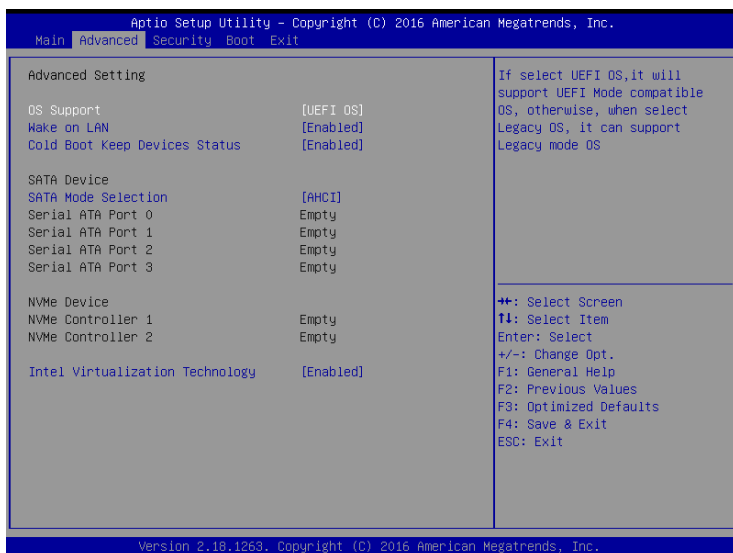 Aptio Setup Utility – Copyright (C) 2016 American Megatrends, Inc.
Main Advanced Security Boot Exit
Advanced Setting
OS Support [UEFI OS]
Wake on LAN [Enabled]
Cold Boot Keep Devices Status [Enabled]
SATA Device
SATA Mode Selection [AHCI]
Serial ATA Port 0 Empty
Serial ATA Port 1 Empty
Serial ATA Port 2 Empty
Serial ATA Port 3 Empty
NVMe Device
NVMe Controller 1 Empty
NVMe Controller 2 Empty
Intel Virtualization Technology [Enabled]
If select UEFI OS,it will
support UEFI Mode compatible
OS, otherwise, when select
Legacy OS, it can support
Legacy mode OS
→←: Select Screen
↑↓: Select Item
Enter: Select
+/-: Change Opt.
F1: General Help
F2: Previous Values
F3: Optimized Defaults
F4: Save & Exit
ESC: Exit
Version 2.18.1263. Copyright (C) 2016 American Megatrends, Inc.